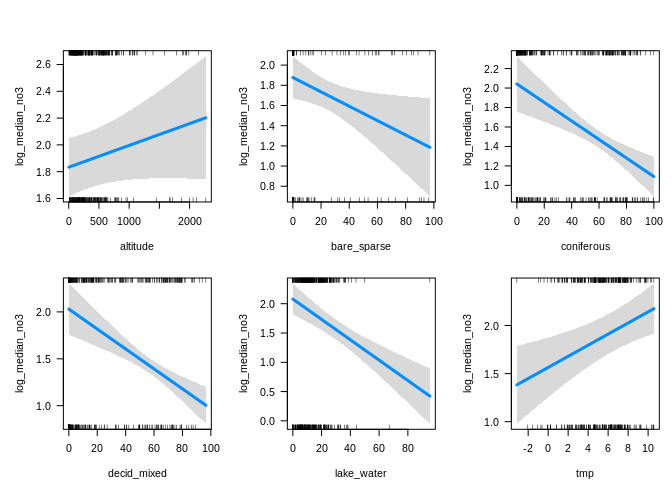 log_median_no3
2.6
2.4
2.2
2.0
1.8
1.6
0 500 1000 2000
altitude
log_median_no3
2.0
1.8
1.6
1.4
1.2
1.0
0.8
0 20 40 60 80 100
bare_sparse
log_median_no3
2.2
2.0
1.8
1.6
1.4
1.2
1.0
0 20 40 60 80 100
coniferous
log_median_no3
2.0
1.5
1.0
0 20 40 60 80 100
decid_mixed
log_median_no3
2.0
1.5
1.0
0.5
0.0
0 20 40 60 80
lake_water
log_median_no3
2.0
1.5
1.0
-2 0 2 4 6 8 10
tmp